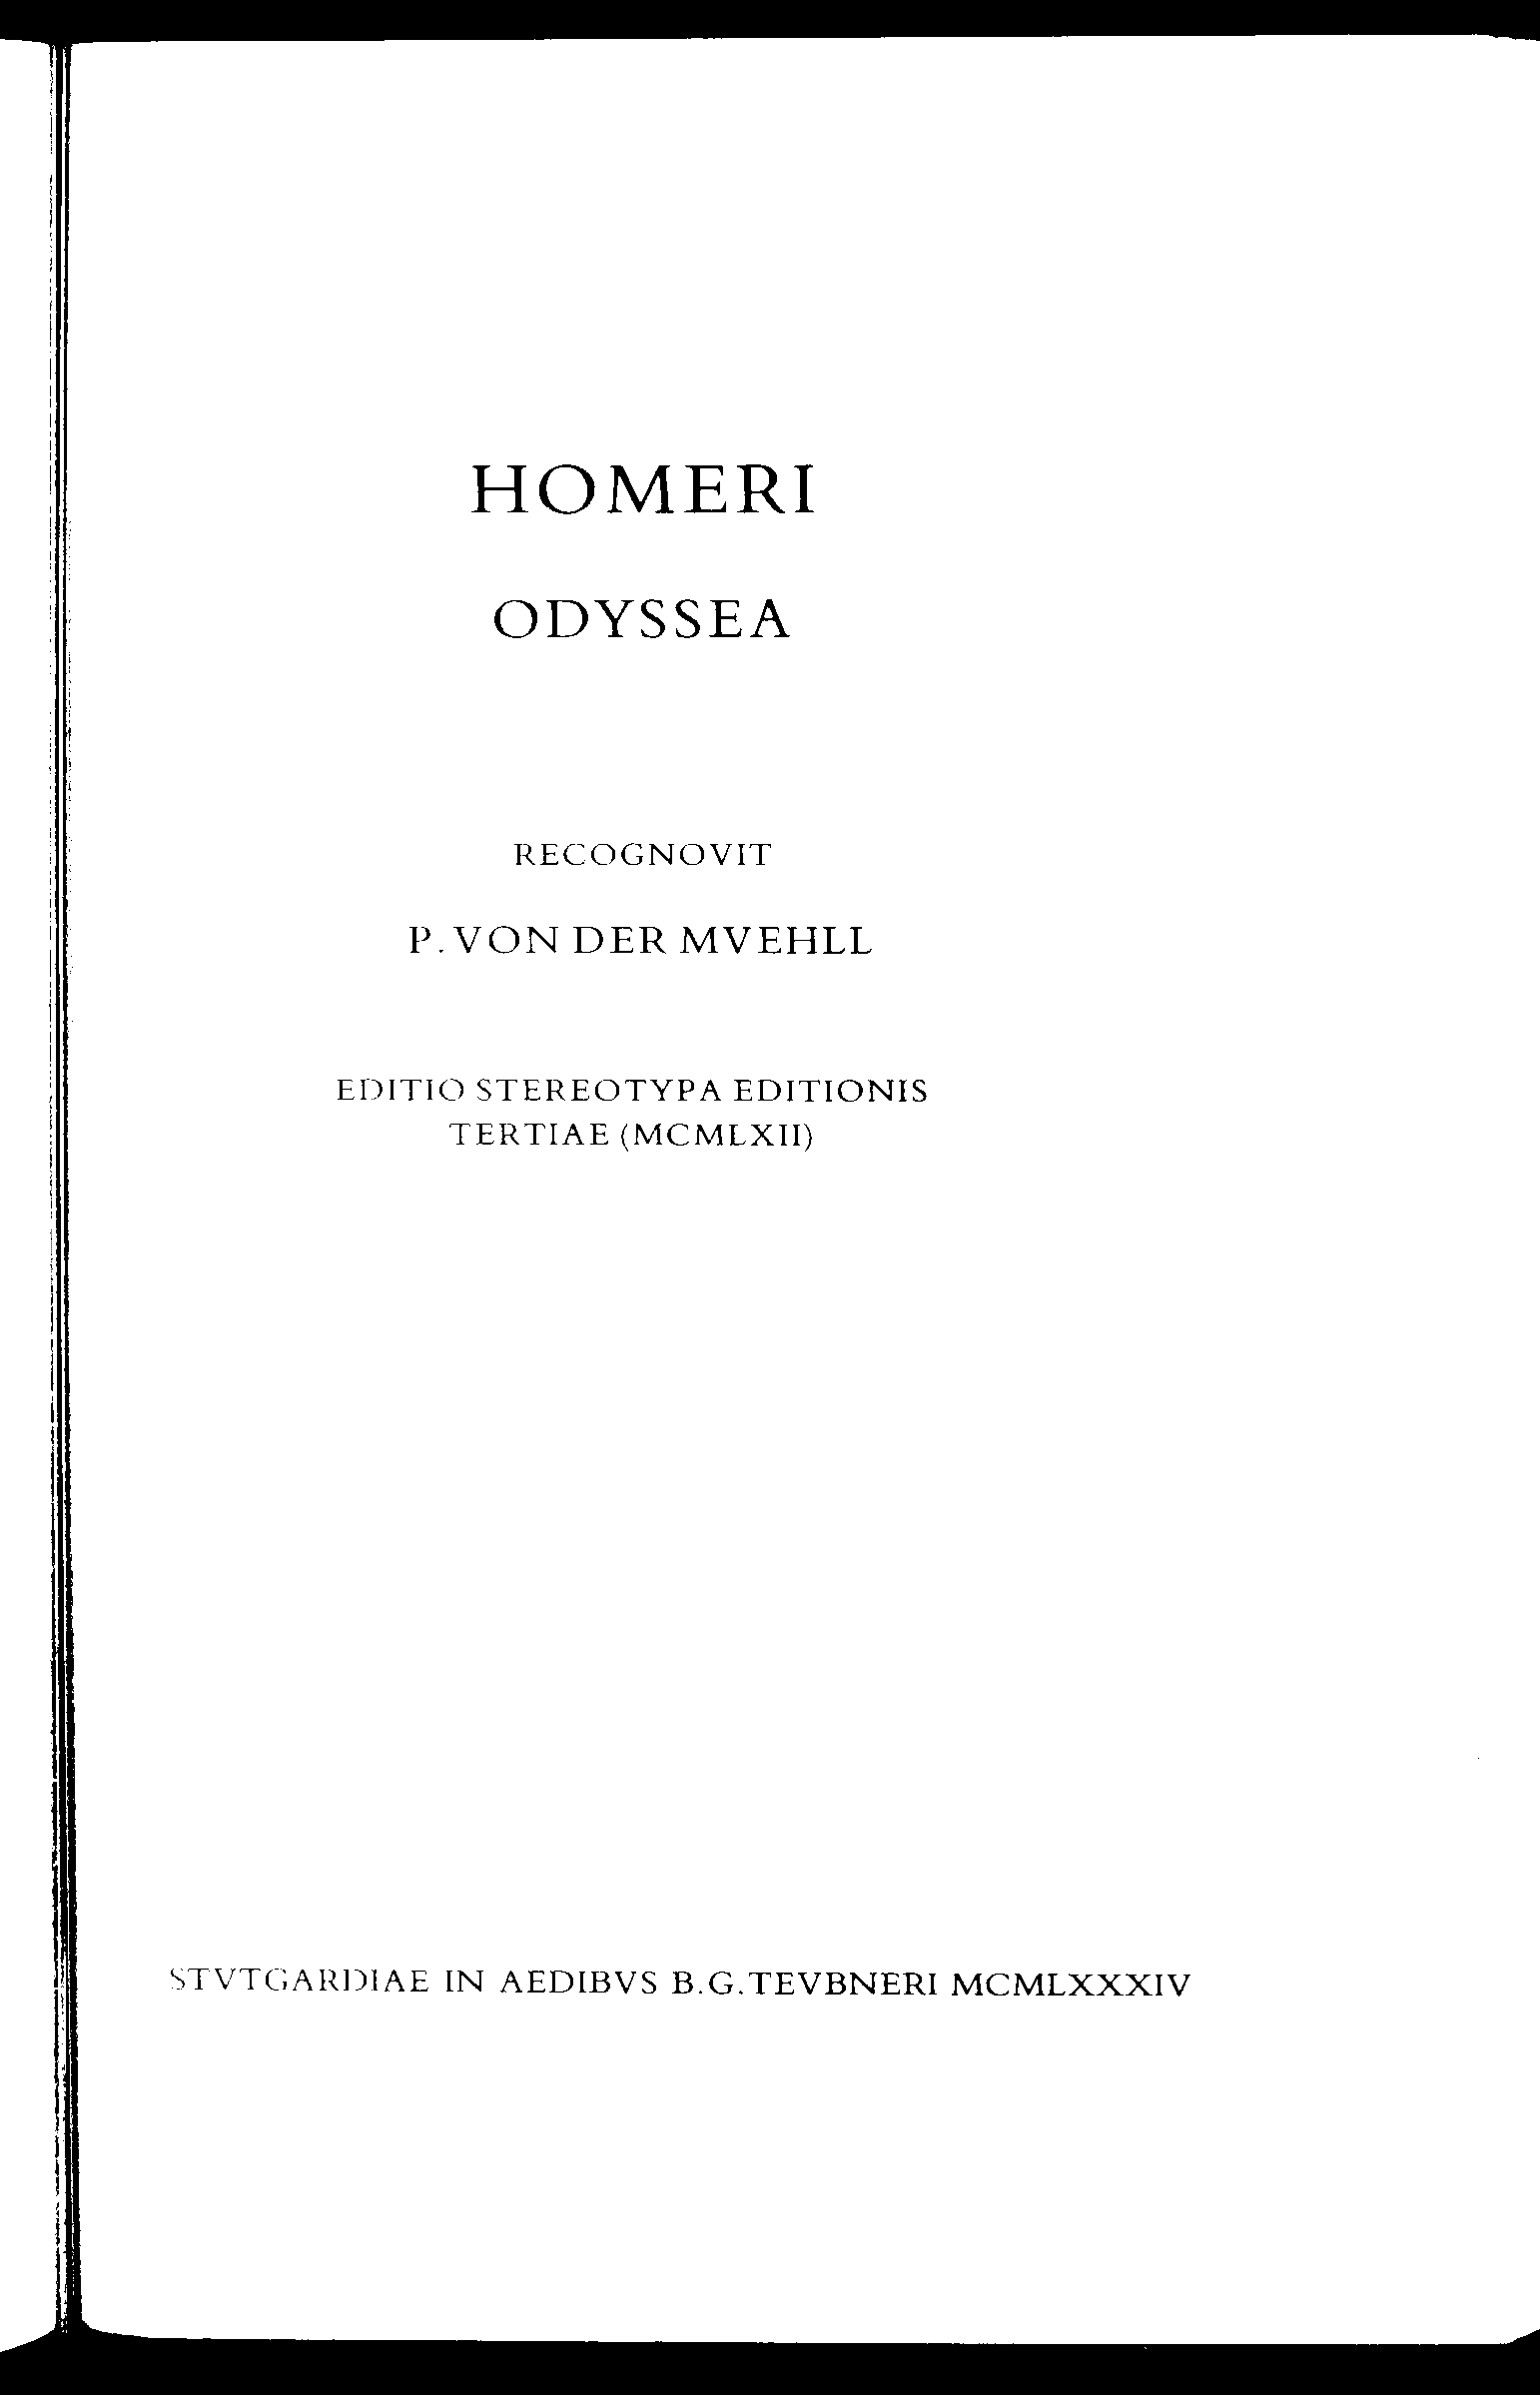 HOMERI
ODYSSEA
RECOGNOVIT
P. VON DER MVEHLL
EDITIO STEREOTYPA EDITIONIS
TERTIAE (MCMLXII)
STVTGARDIAE IN AEDIBVS B.G.TEVBNERI MCMLXXXIV